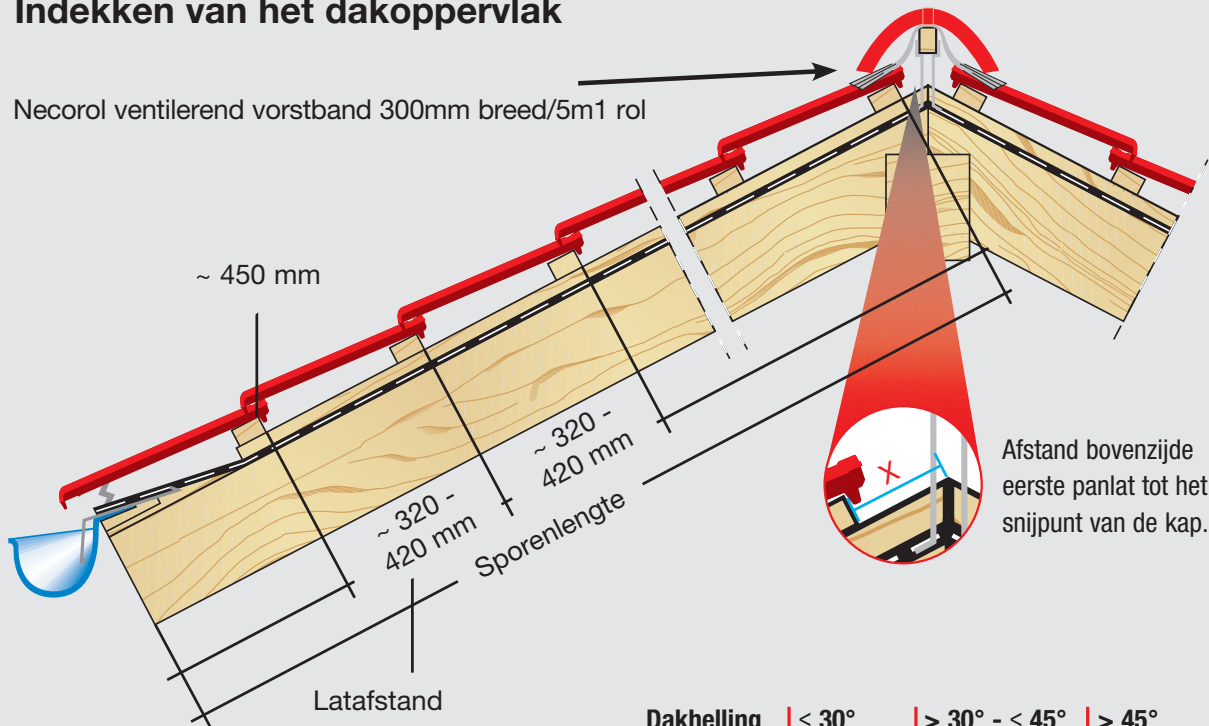 Indekken van het dakoppervlak
Necorol ventilerend vorstband 300mm breed/5m1 rol
~ 450 mm
~ 320 -
420 mm
~ 320 -
420 mm
Sporenlengte
Latafstand
X
Afstand bovenzijde
eerste panlat tot het
snijpunt van de kap.
Dakhelling < 30° > 30° - < 45° > 45°